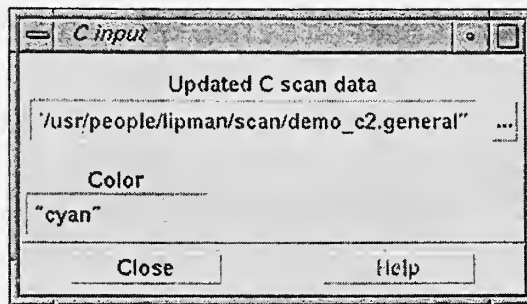 C input
Updated C scan data
"/usr/people/lipman/scan/demo_c2.general"
...
Color
"cyan"
Close
Help